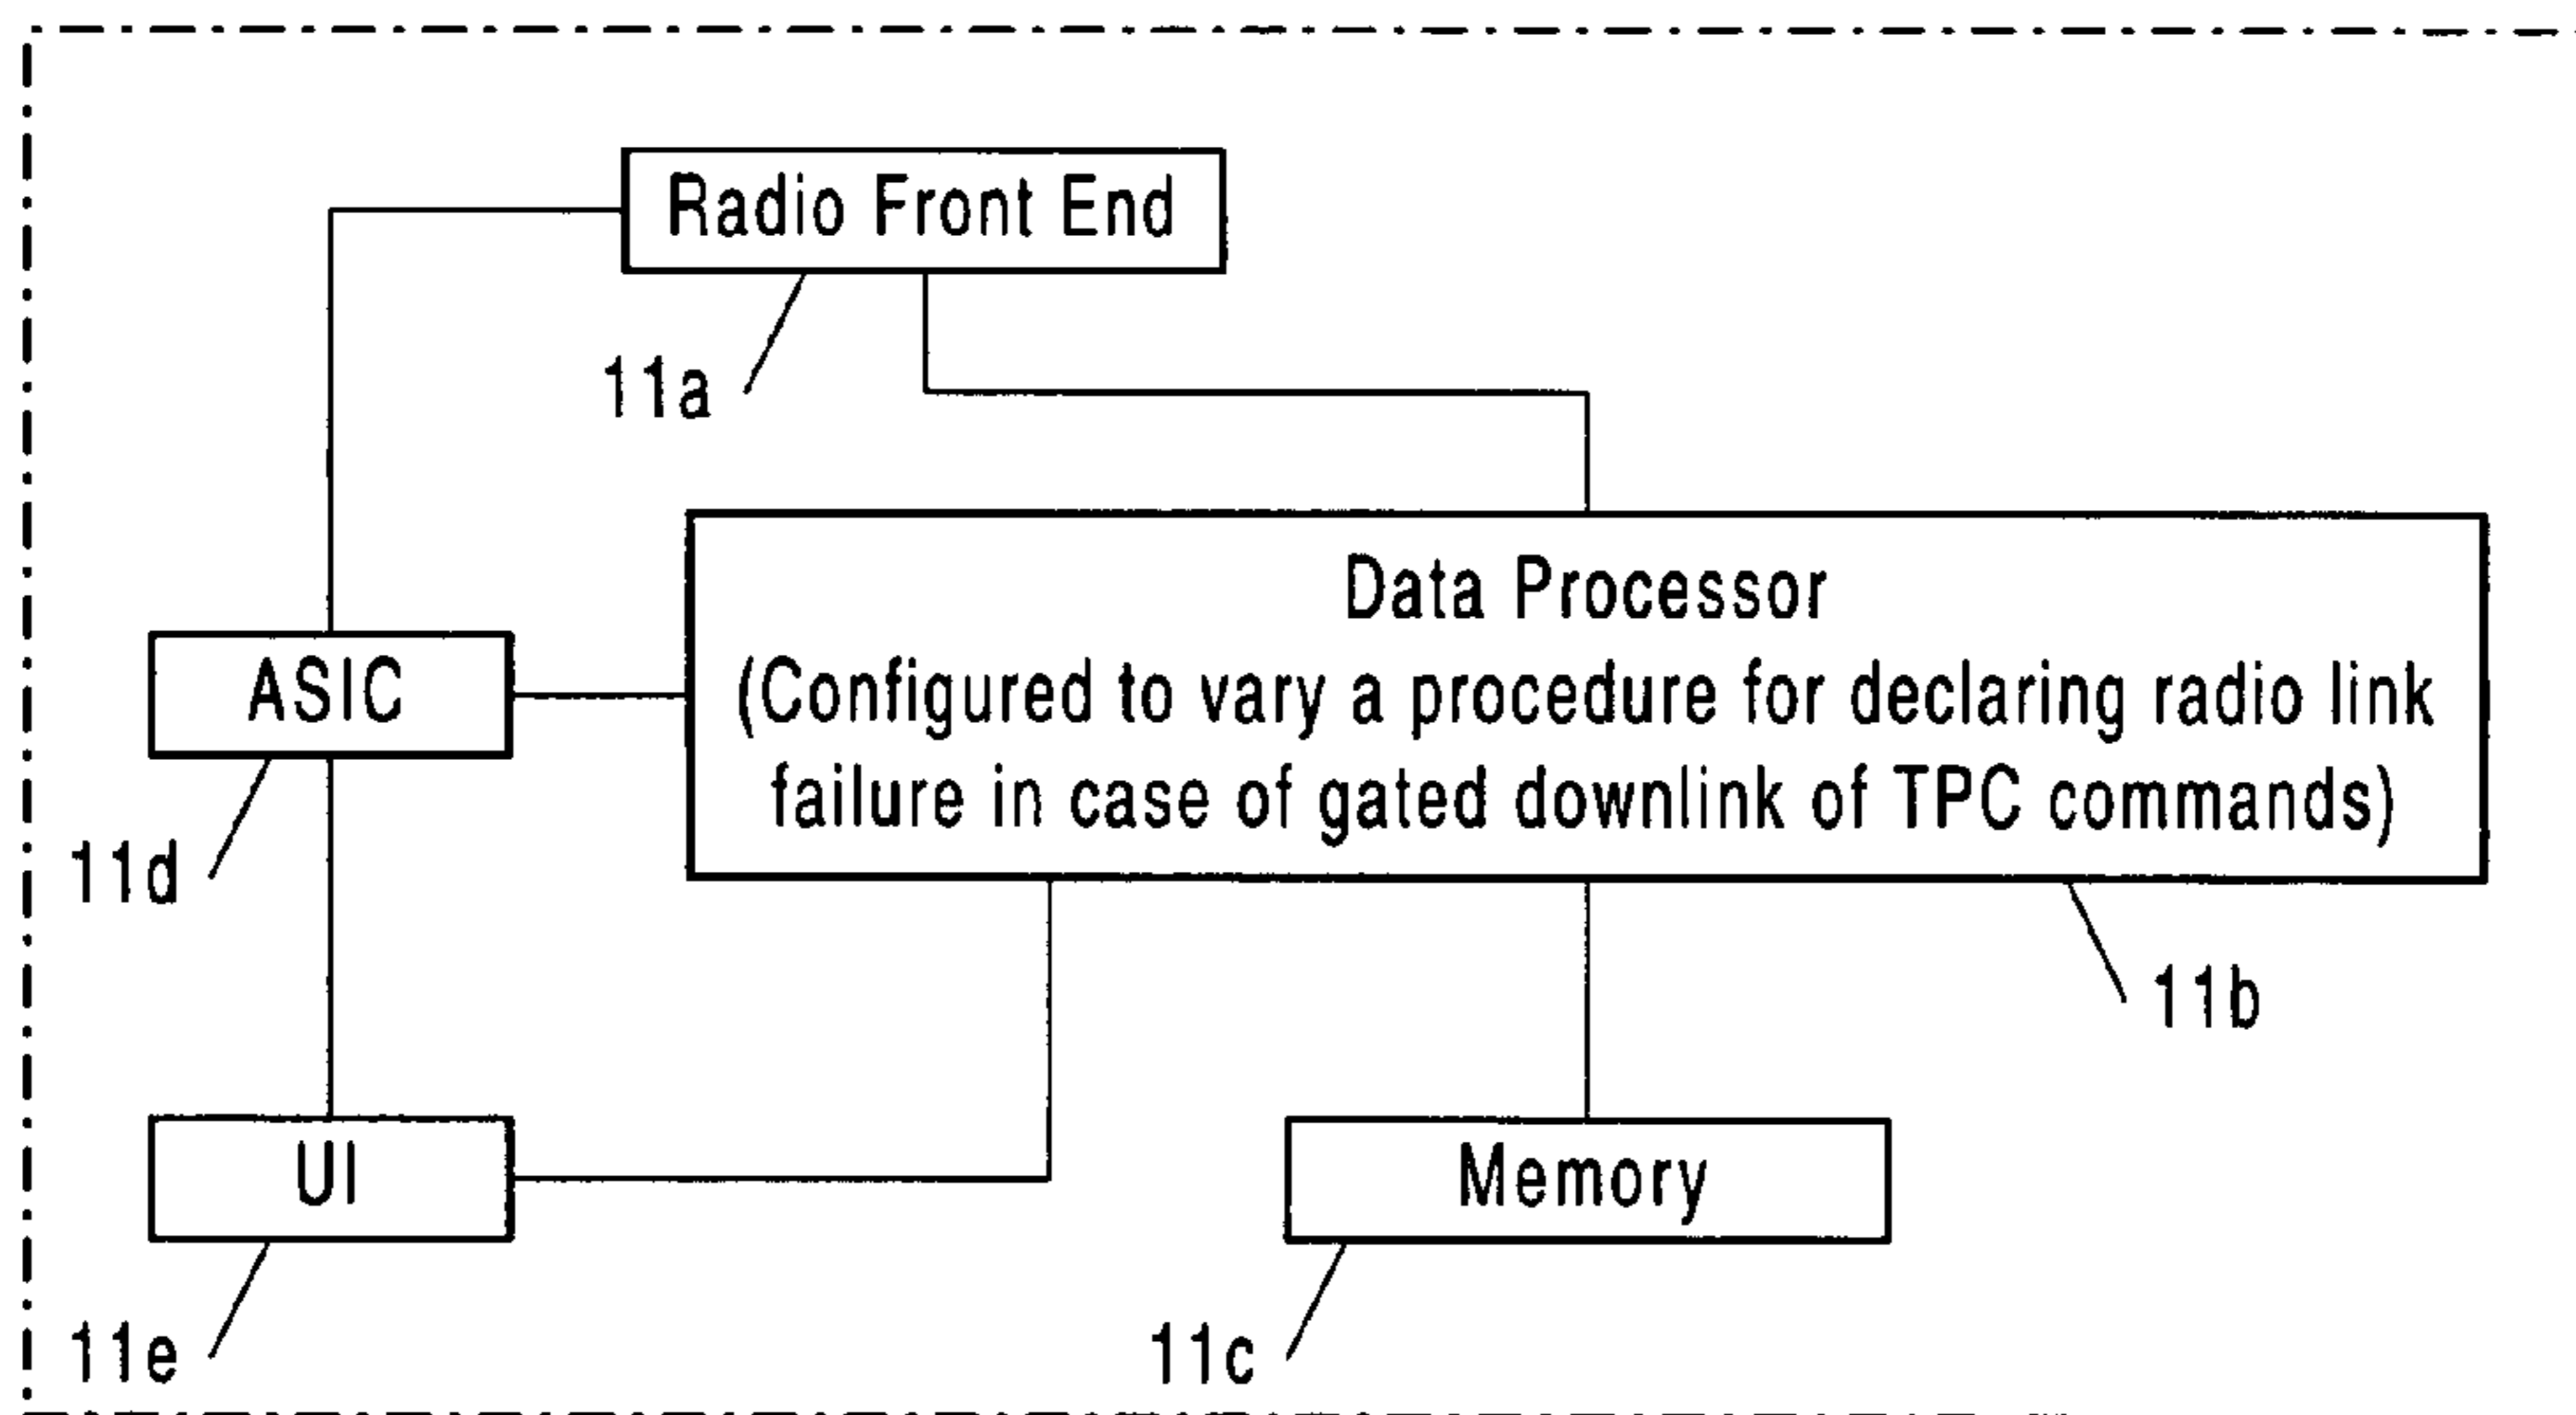 Radio Front End
11a
Data Processor
(Configured to vary a procedure for declaring radio link
failure in case of gated downlink of TPC commands)
ASIC
11d
11b
UI
Memory
11e
11c